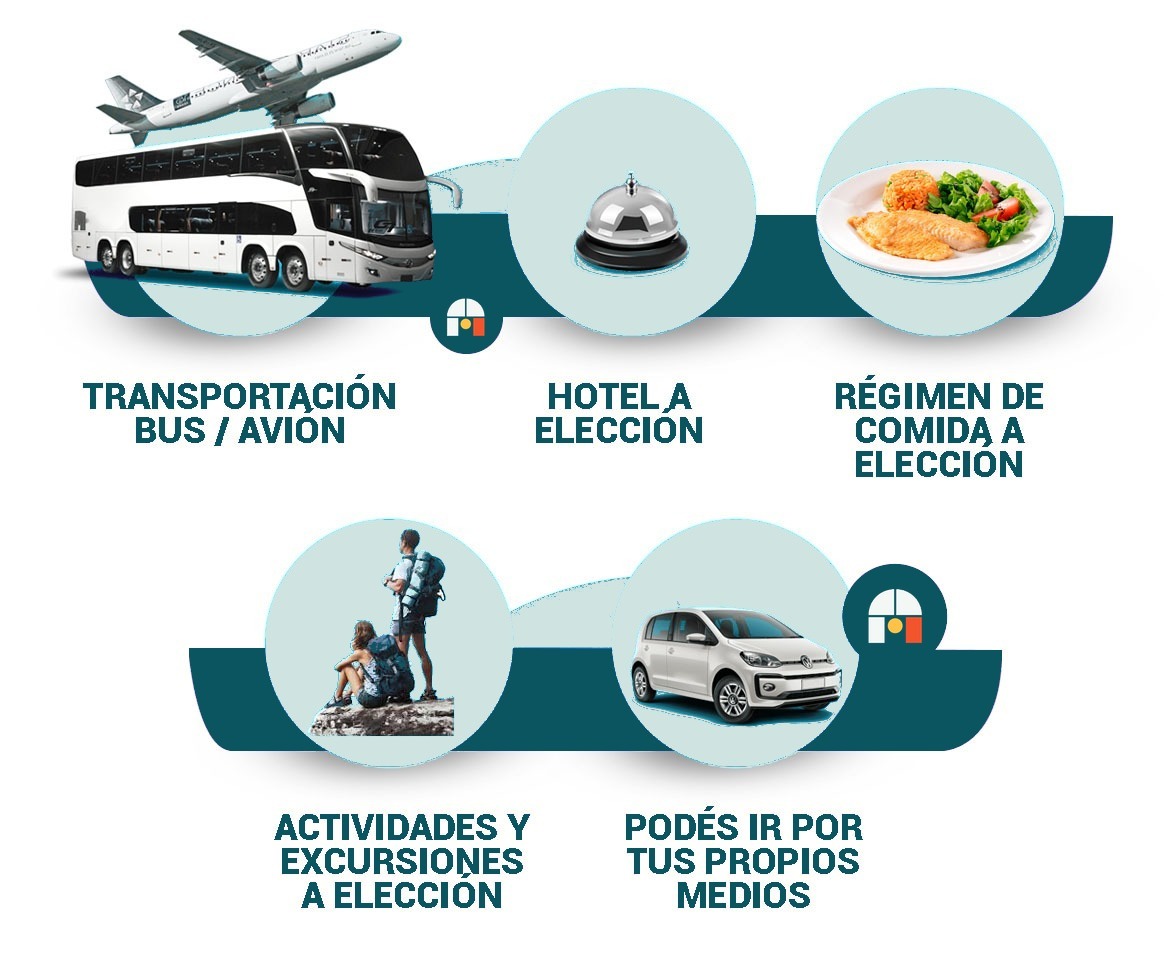 TRANSPORTACIÓN
BUS / AVIÓN
HOTEL A
ELECCIÓN
RÉGIMEN DE
COMIDA A
ELECCIÓN
ACTIVIDADES Y
EXCURSIONES
A ELECCIÓN
PODÉS IR POR
TUS PROPIOS
MEDIOS